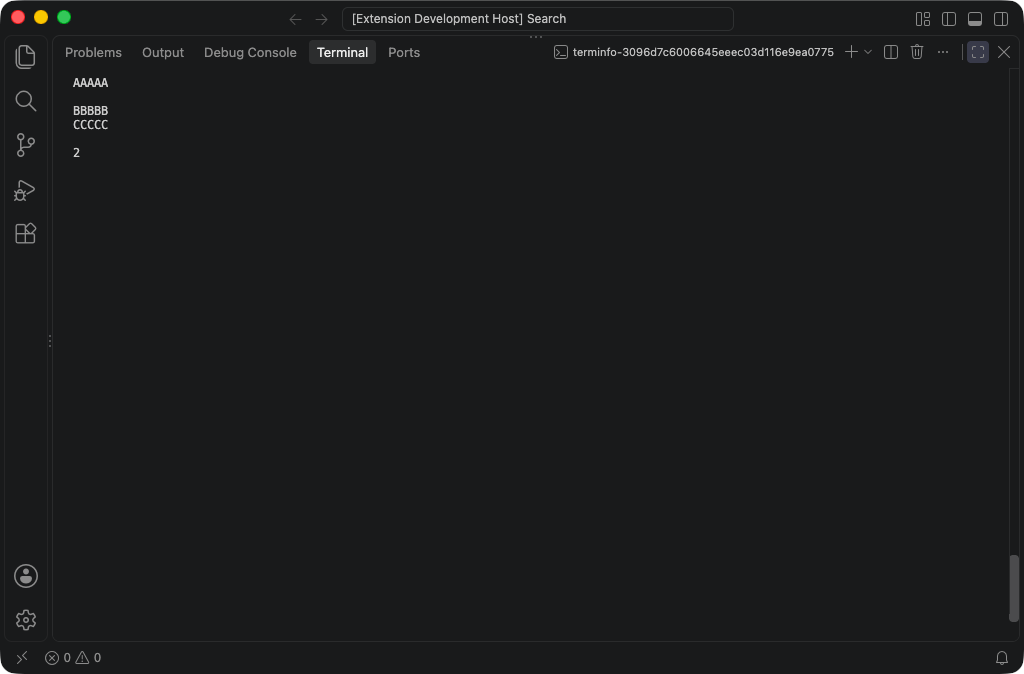 [Extension Development Host] Search
Problems Output Debug Console Terminal Ports terminfo-3096d7c6006645eeec03d116e9ea0775
AAAAA
BBBBB
CCCCC
2
0 0